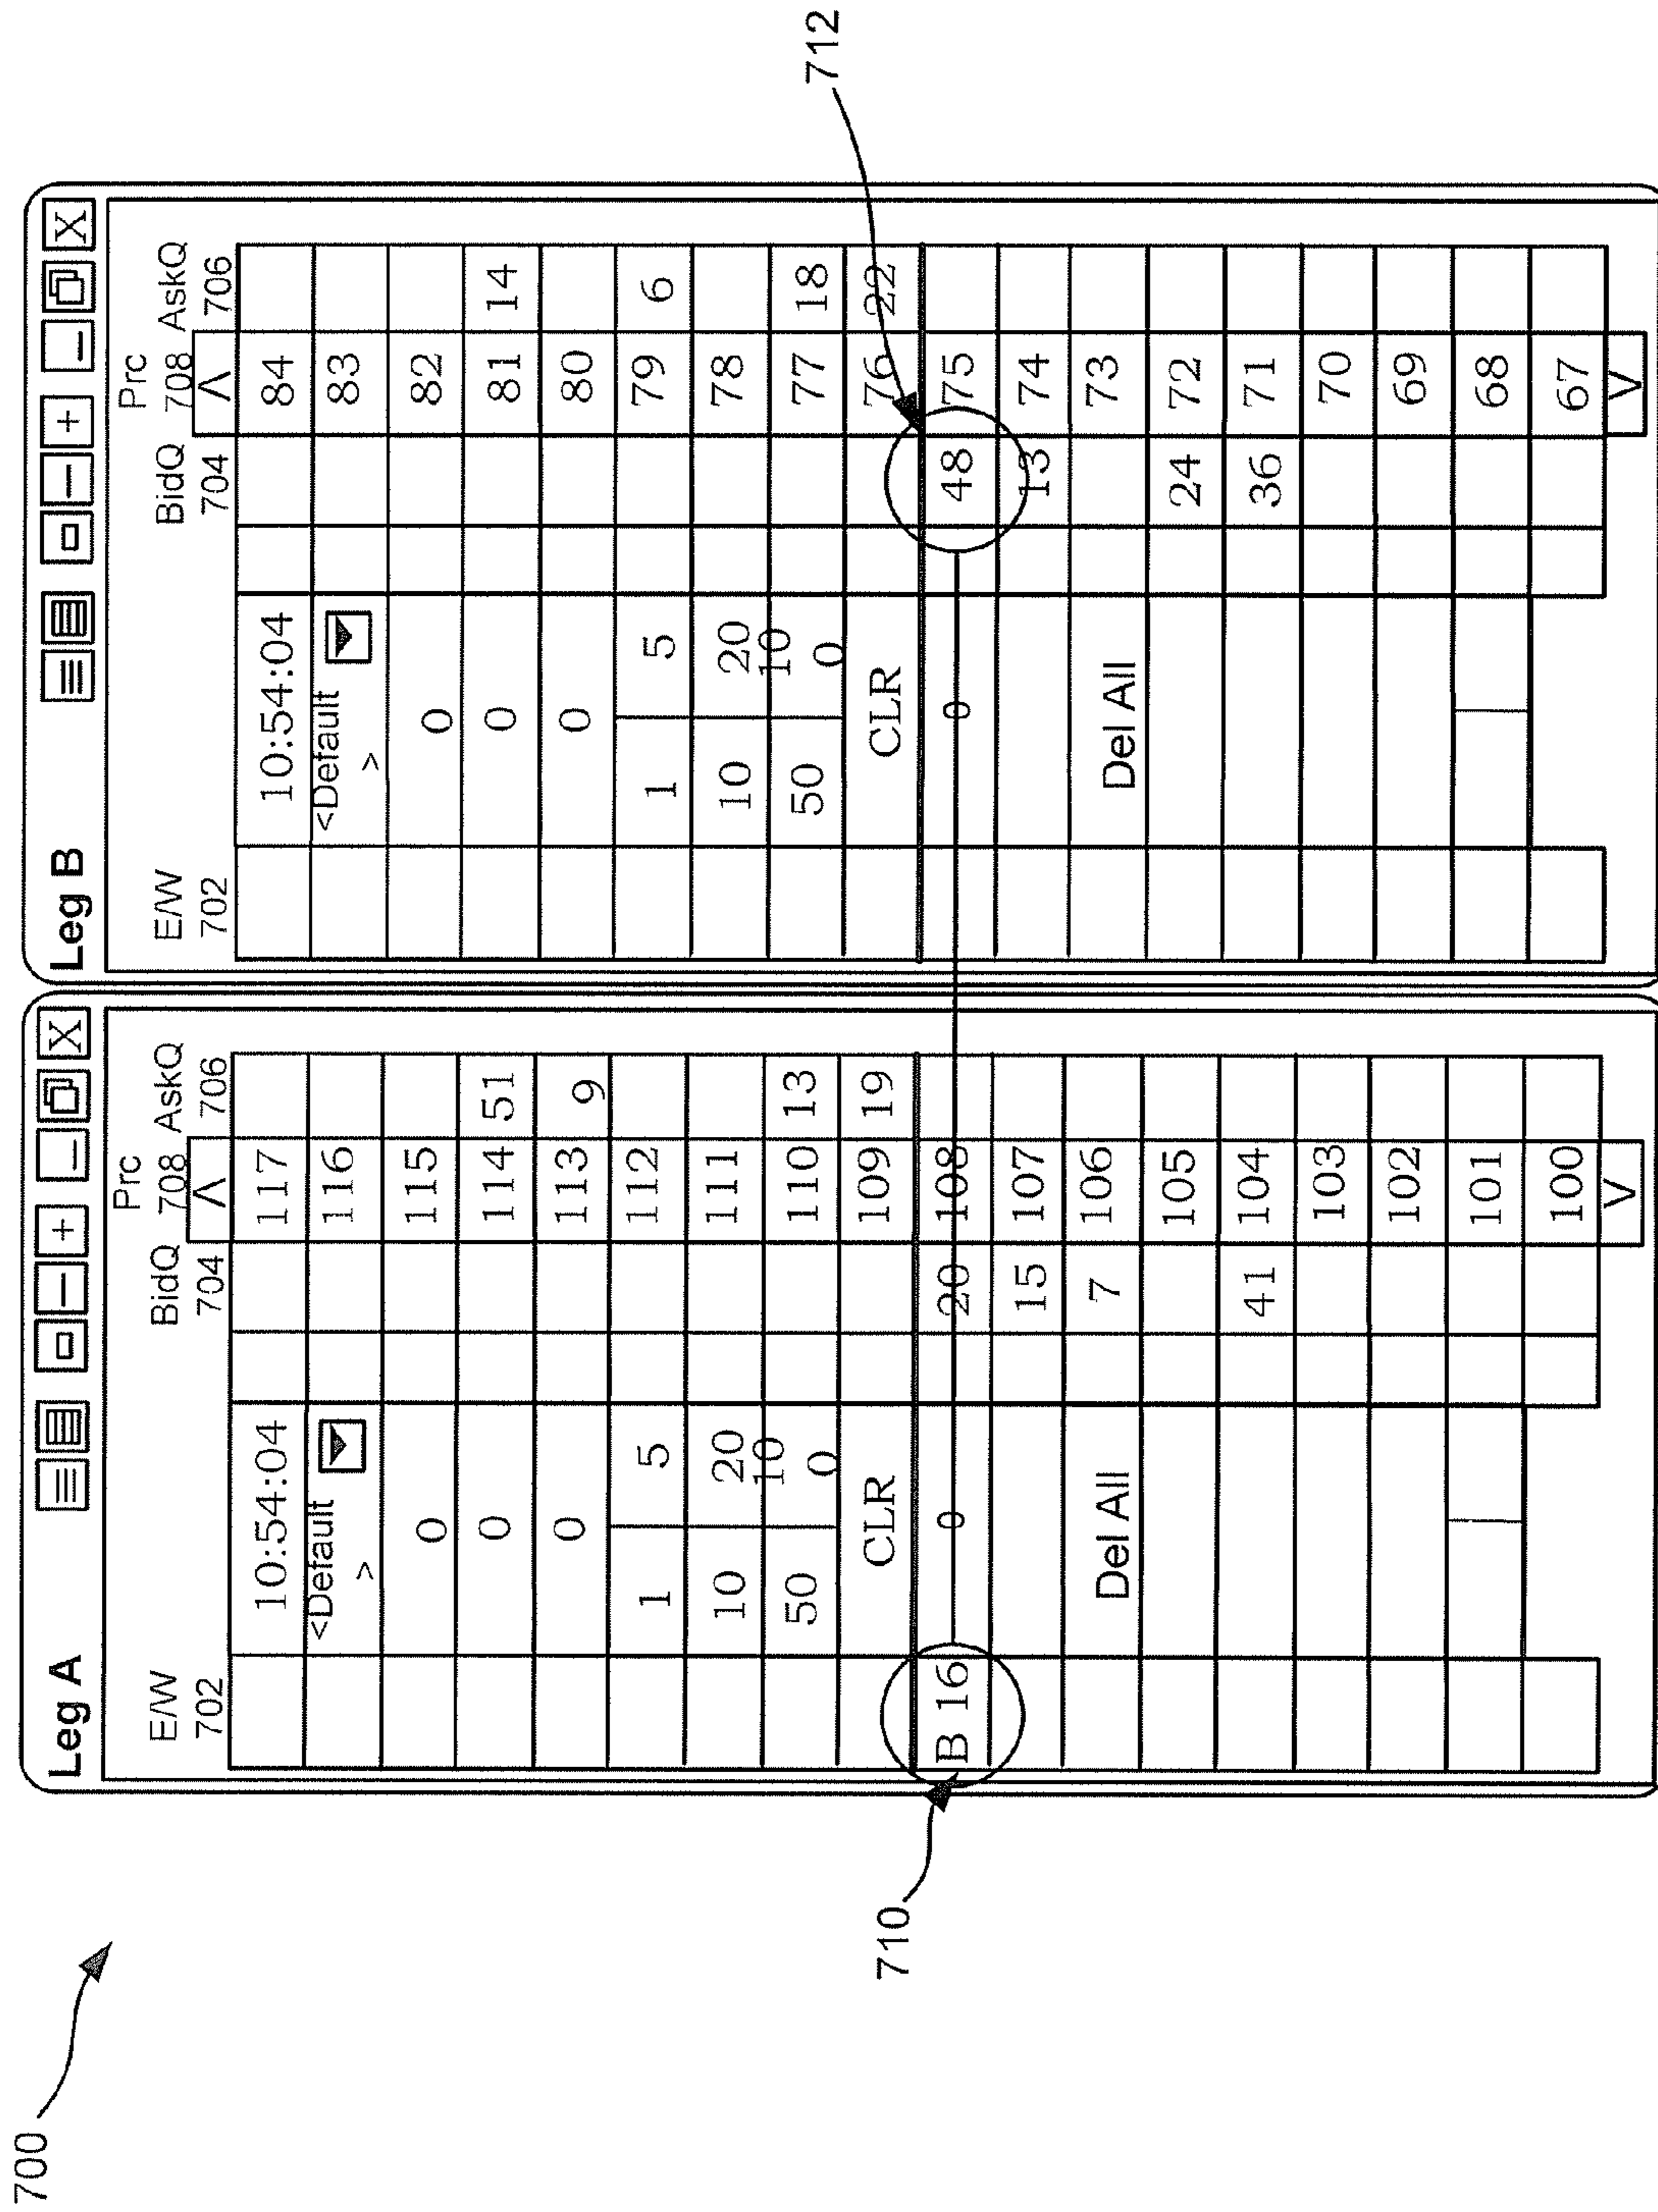 700
Leg A
X
E/W BidQ Prc AskQ
702 704 708 706
10:54:04 117
<Default > 116
0 115
0 114 51
0 113 9
1 5 112
10 20 111
50 10 0 110 13
CLR 109 19
710
B 16 0 20 108
15 107
Del All 7 106
105
41 104
103
102
101
100
Leg B
X
E/W BidQ Prc AskQ
702 704 708 706
10:54:04 84
<Default > 83
0 82
0 81 14
0 80
1 5 79 6
10 20 78
50 10 0 77 18
CLR 76 22
712
0 48 75
13 74
Del All 73
24 72
36 71
70
69
68
67